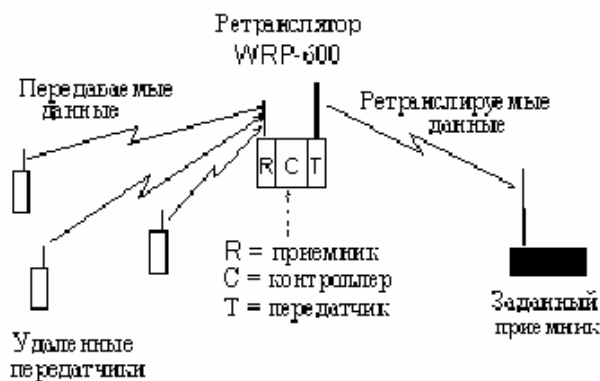 Ретранслятор
WRP-600
Передаваемые
данные
Ретранслируемые
данные
R C T
R = приемник
C = контроллер
T = передатчик
Удаленные
передатчики
Заданный
приемник